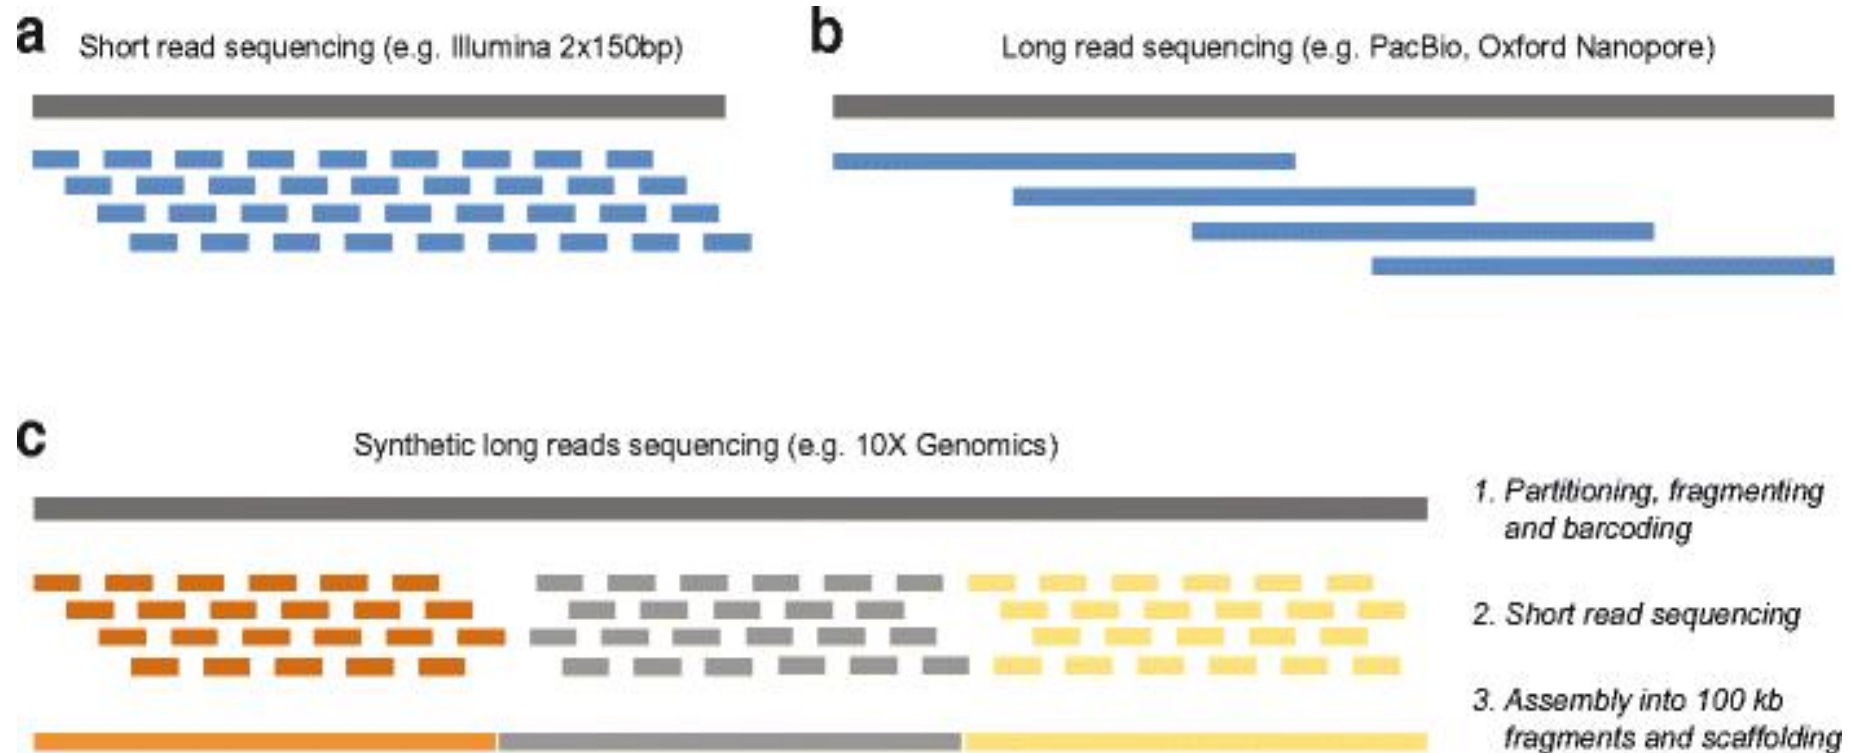 a
Short read sequencing (e.g. Illumina 2x150bp)
b
Long read sequencing (e.g. PacBio, Oxford Nanopore)
c
Synthetic long reads sequencing (e.g. 10X Genomics)
1. Partitioning, fragmenting
and barcoding
2. Short read sequencing
3. Assembly into 100 kb
fragments and scaffolding